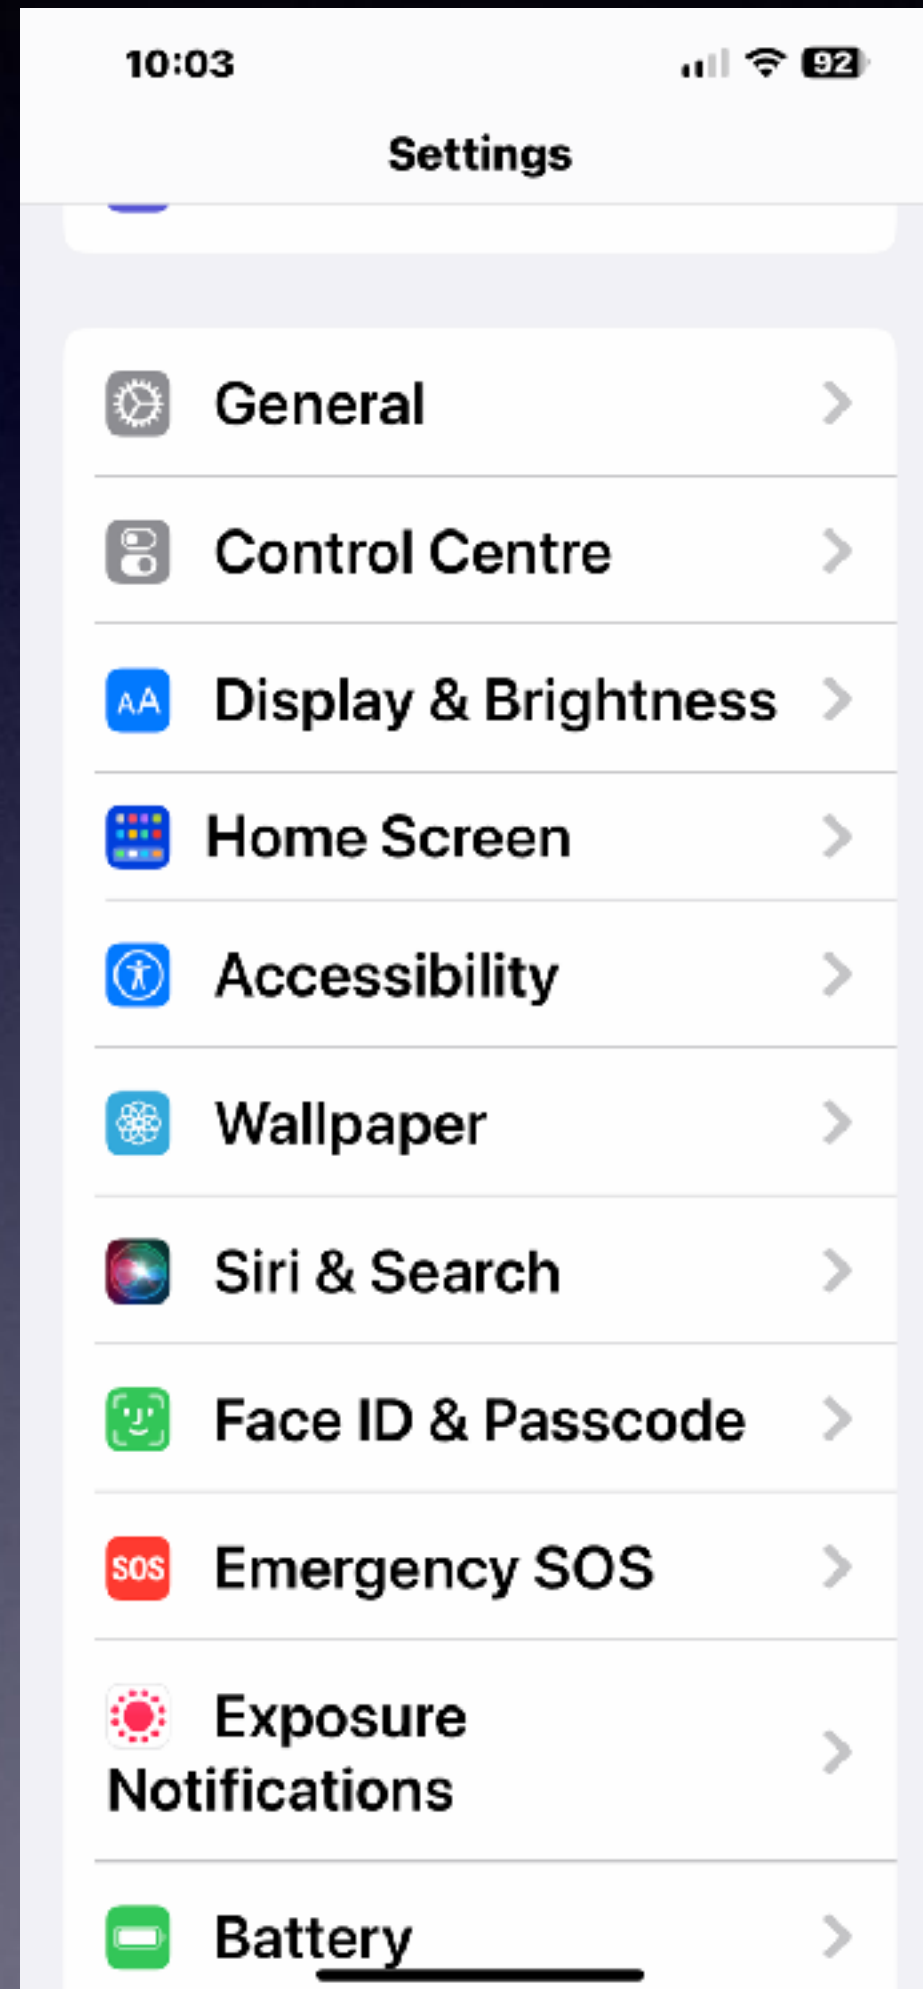 10:03
92
Settings
General
Control Centre
AA Display & Brightness
Home Screen
Accessibility
Wallpaper
Siri & Search
Face ID & Passcode
SOS Emergency SOS
Exposure
Notifications
Battery